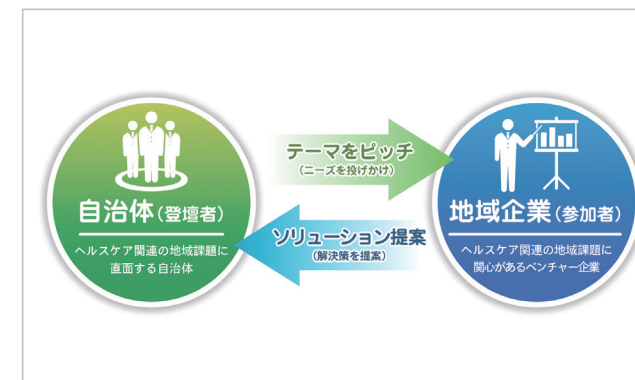 自治体(登壇者)
ヘルスケア関連の地域課題に
直面する自治体
テーマをピッチ
(ニーズを投げかけ)
ソリューション提案
(解決策を提案)
地域企業(参加者)
ヘルスケア関連の地域課題に
関心があるベンチャー企業